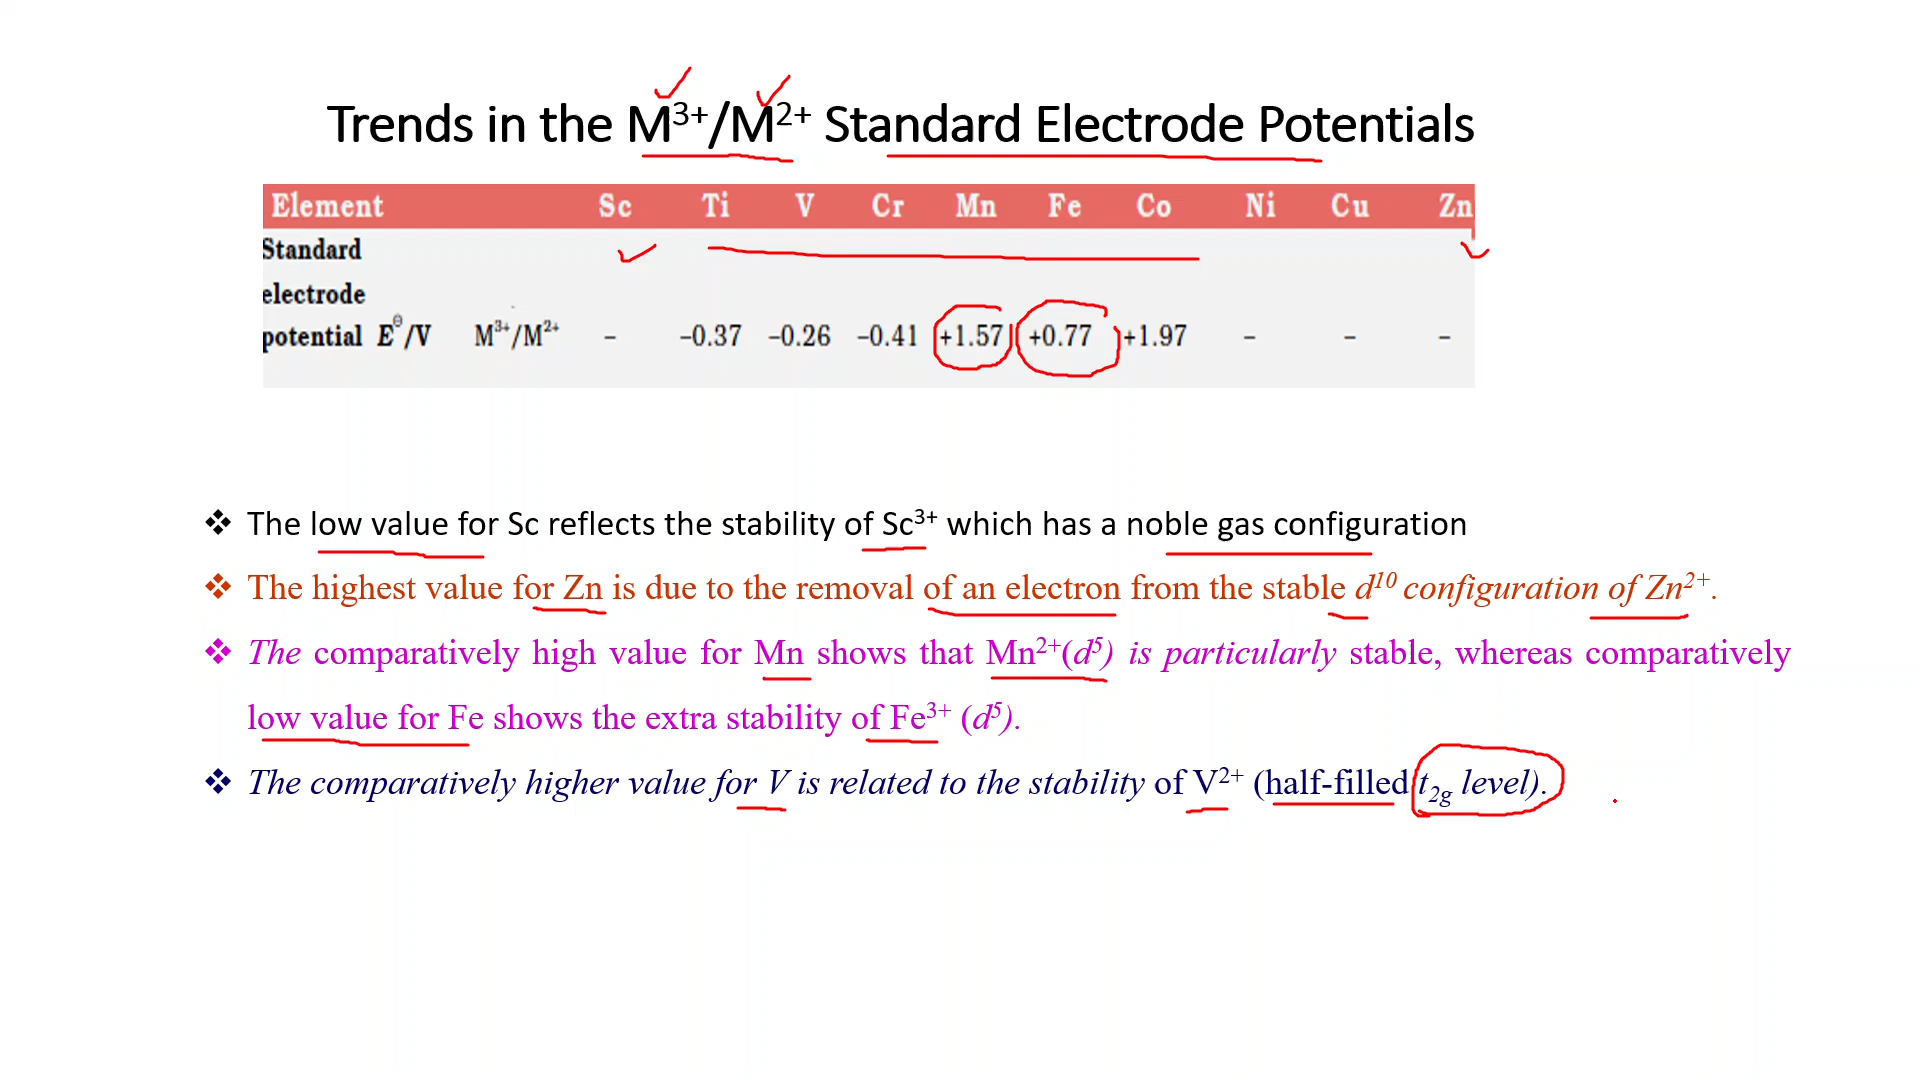 Trends in the M³⁺/M²⁺ Standard Electrode Potentials
Element Sc Ti V Cr Mn Fe Co Ni Cu Zn
Standard
electrode
potential E⊖/V M³⁺/M²⁺ – −0.37 −0.26 −0.41 +1.57 +0.77 +1.97 – – –
❖ The low value for Sc reflects the stability of Sc³⁺ which has a noble gas configuration
❖ The highest value for Zn is due to the removal of an electron from the stable d¹⁰ configuration of Zn²⁺.
❖ The comparatively high value for Mn shows that Mn²⁺(d⁵) is particularly stable, whereas comparatively
low value for Fe shows the extra stability of Fe³⁺ (d⁵).
❖ The comparatively higher value for V is related to the stability of V²⁺ (half-filled t₂g level).